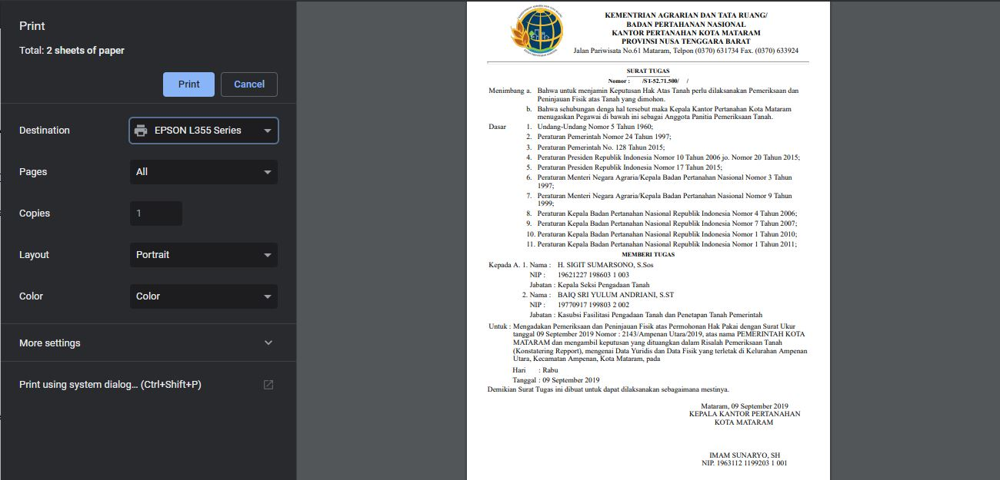 Print
Total: 2 sheets of paper
Print
Cancel
Destination
EPSON L355 Series
Pages
All
Copies
1
Layout
Portrait
Color
Color
More settings
Print using system dialog... (Ctrl+Shift+P)
KEMENTRIAN AGRARIAN DAN TATA RUANG/
BADAN PERTAHANAN NASIONAL
KANTOR PERTANAHAN KOTA MATARAM
PROVINSI NUSA TENGGARA BARAT
Jalan Pariwisata No.61 Mataram, Telpon (0370) 631734 Fax. (0370) 633924
SURAT TUGAS
Nomor : /ST-52.71.500/ /
Menimbang a. Bahwa untuk menjamin Keputusan Hak Atas Tanah perlu dilaksanakan Pemeriksaan dan
Peninjauan Fisik atas Tanah yang dimohon.
b. Bahwa sehubungan denga hal tersebut maka Kepala Kantor Pertanahan Kota Mataram
menugaskan Pegawai di bawah ini sebagai Anggota Panitia Pemeriksaan Tanah.
Dasar 1. Undang-Undang Nomor 5 Tahun 1960;
2. Peraturan Pemerintah Nomor 24 Tahun 1997;
3. Peraturan Pemerintah No. 128 Tahun 2015;
4. Peraturan Presiden Republik Indonesia Nomor 10 Tahun 2006 jo. Nomor 20 Tahun 2015;
5. Peraturan Presiden Republik Indonesia Nomor 17 Tahun 2015;
6. Peraturan Menteri Negara Agraria/Kepala Badan Pertanahan Nasional Nomor 3 Tahun
1997;
7. Peraturan Menteri Negara Agraria/Kepala Badan Pertanahan Nasional Nomor 9 Tahun
1999;
8. Peraturan Kepala Badan Pertanahan Nasional Republik Indonesia Nomor 4 Tahun 2006;
9. Peraturan Kepala Badan Pertanahan Nasional Republik Indonesia Nomor 7 Tahun 2007;
10. Peraturan Kepala Badan Pertanahan Nasional Republik Indonesia Nomor 1 Tahun 2010;
11. Peraturan Kepala Badan Pertanahan Nasional Republik Indonesia Nomor 1 Tahun 2011;
MEMBERI TUGAS
Kepada A. 1. Nama : H. SIGIT SUMARSONO, S.Sos
NIP : 19621227 198603 1 003
Jabatan : Kepala Seksi Pengadaan Tanah
2. Nama : BAIQ SRI YULUM ANDRIANI, S.ST
NIP : 19770917 199803 2 002
Jabatan : Kasubsi Fasilitasi Pengadaan Tanah dan Penetapan Tanah Pemerintah
Untuk : Mengadakan Pemeriksaan dan Peninjauan Fisik atas Permohonan Hak Pakai dengan Surat Ukur
tanggal 09 September 2019 Nomor : 2143/Ampenan Utara/2019, atas nama PEMERINTAH KOTA
MATARAM dan mengambil keputusan yang dituangkan dalam Risalah Pemeriksaan Tanah
(Konstatering Repport), mengenai Data Yuridis dan Data Fisik yang terletak di Kelurahan Ampenan
Utara, Kecamatan Ampenan, Kota Mataram, pada
Hari : Rabu
Tanggal : 09 September 2019
Demikian Surat Tugas ini dibuat untuk dapat dilaksanakan sebagaimana mestinya.
Mataram, 09 September 2019
KEPALA KANTOR PERTANAHAN
KOTA MATARAM
IMAM SUNARYO, SH
NIP. 1963112 1199203 1 001